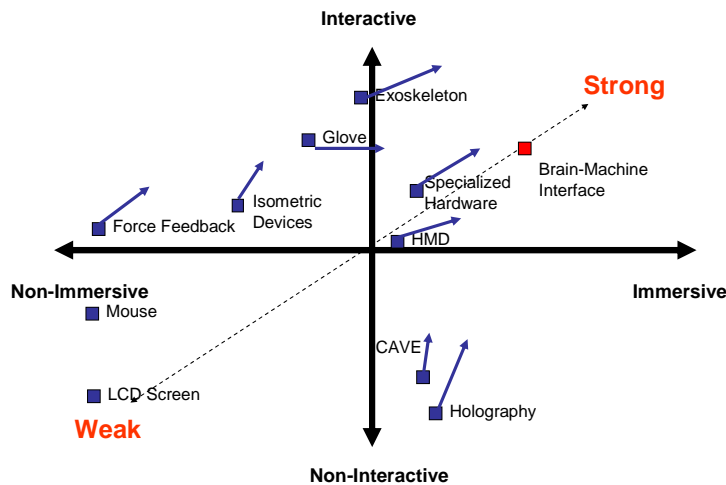 Interactive
Strong
Exoskeleton
Glove
Brain-Machine
Interface
Specialized
Hardware
Isometric
Devices
Force Feedback
HMD
Non-Immersive
Immersive
Mouse
CAVE
LCD Screen
Holography
Weak
Non-Interactive